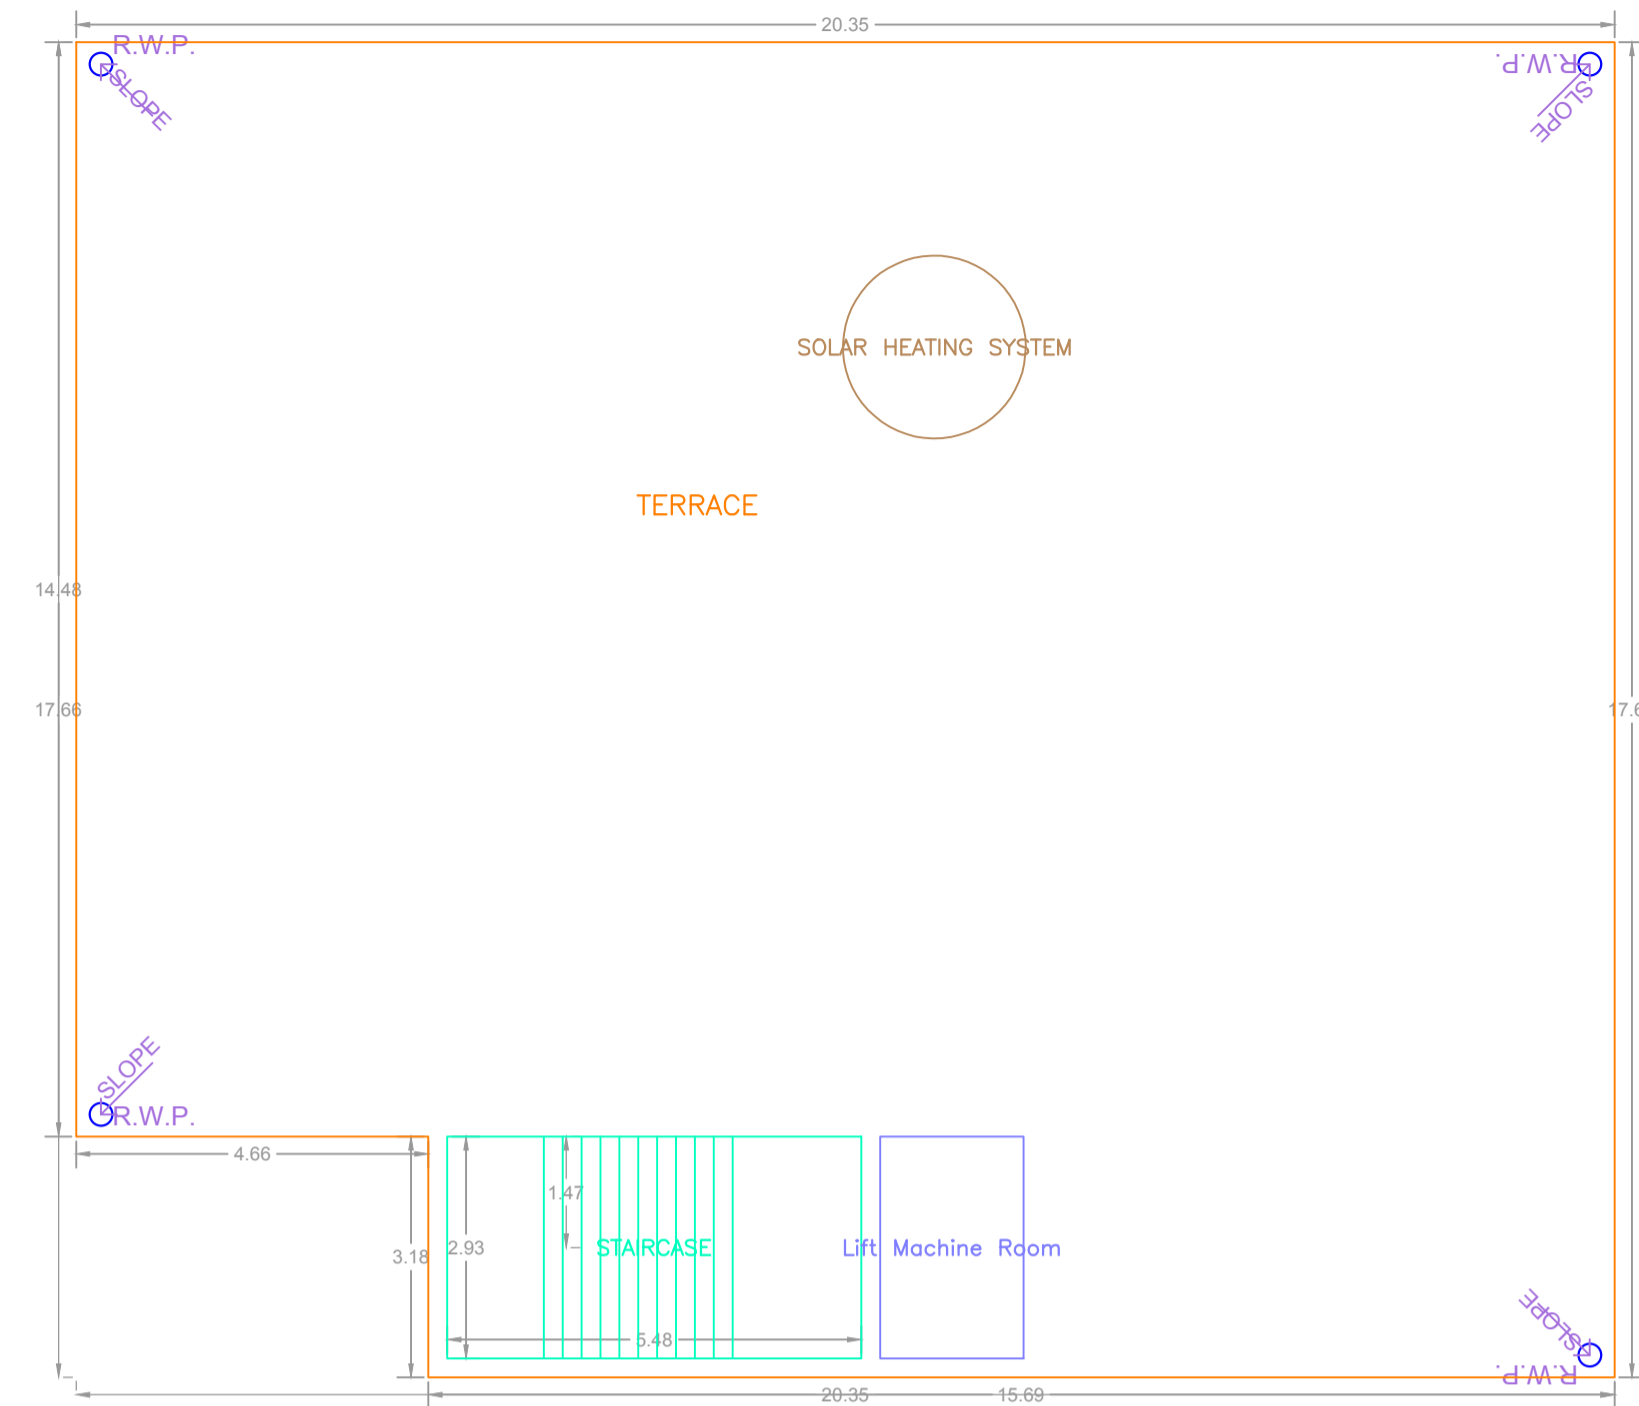 20.35
R.W.P.
SLOPE
R.W.P.
SLOPE
SOLAR HEATING SYSTEM
TERRACE
14.48
17.66
17.6
SLOPE
R.W.P.
4.66
1.47
3.18
2.93
STAIRCASE
Lift Machine Room
5.48
SLOPE
R.W.P.
20.35
15.69